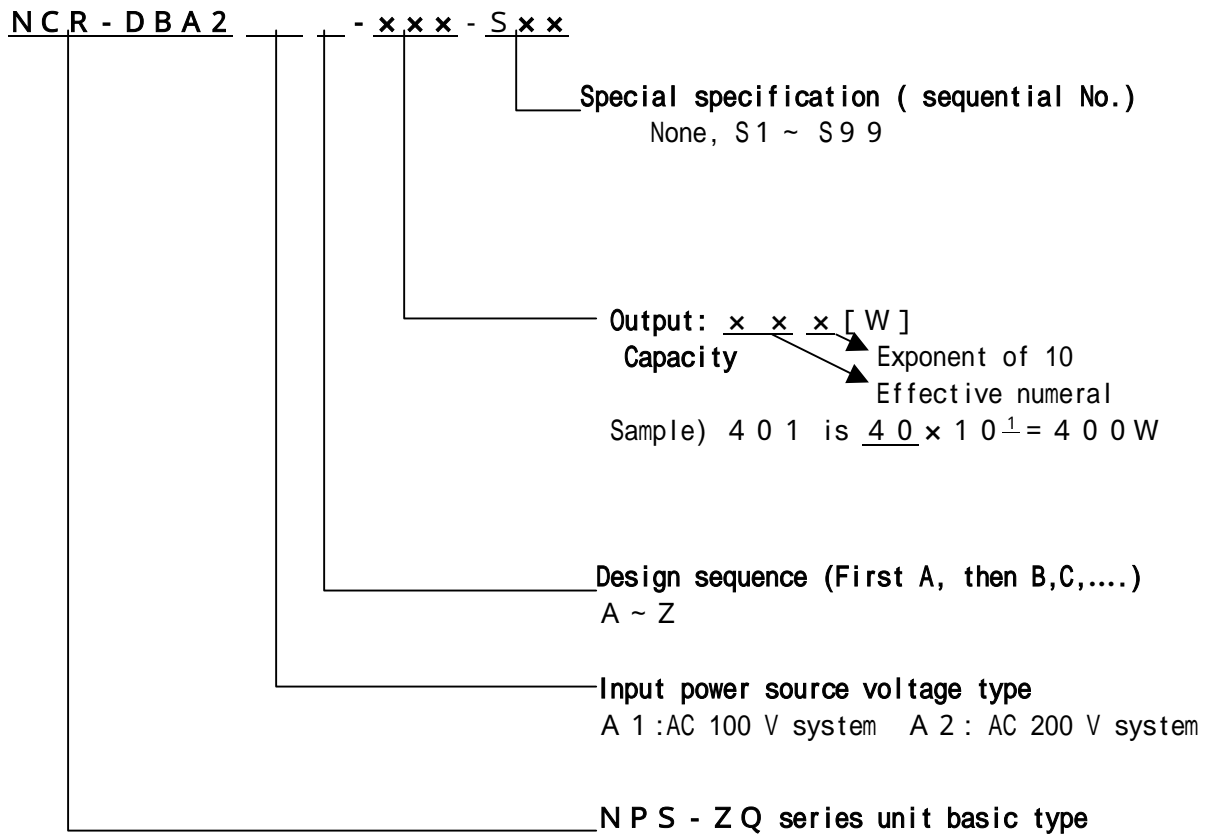 NCR-DBA2 _ _ - ××× - S××
Special specification ( sequential No.)
None, S1 ~ S99
Output: × × × [W]
Capacity
Exponent of 10
Effective numeral
Sample) 401 is 40×10¹=400W
Design sequence (First A, then B,C,....)
A ~ Z
Input power source voltage type
A1:AC 100 V system A2: AC 200 V system
NPS-ZQ series unit basic type